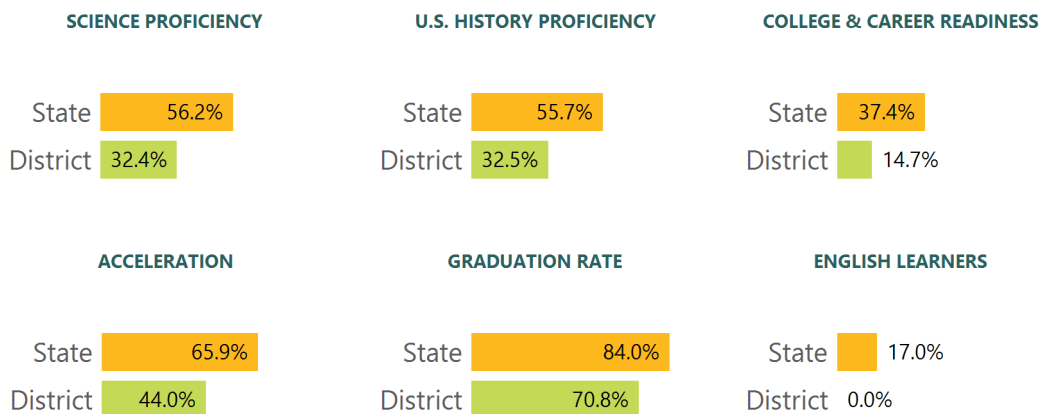 SCIENCE PROFICIENCY
State 56.2%
District 32.4%
U.S. HISTORY PROFICIENCY
State 55.7%
District 32.5%
COLLEGE & CAREER READINESS
State 37.4%
District 14.7%
ACCELERATION
State 65.9%
District 44.0%
GRADUATION RATE
State 84.0%
District 70.8%
ENGLISH LEARNERS
State 17.0%
District 0.0%